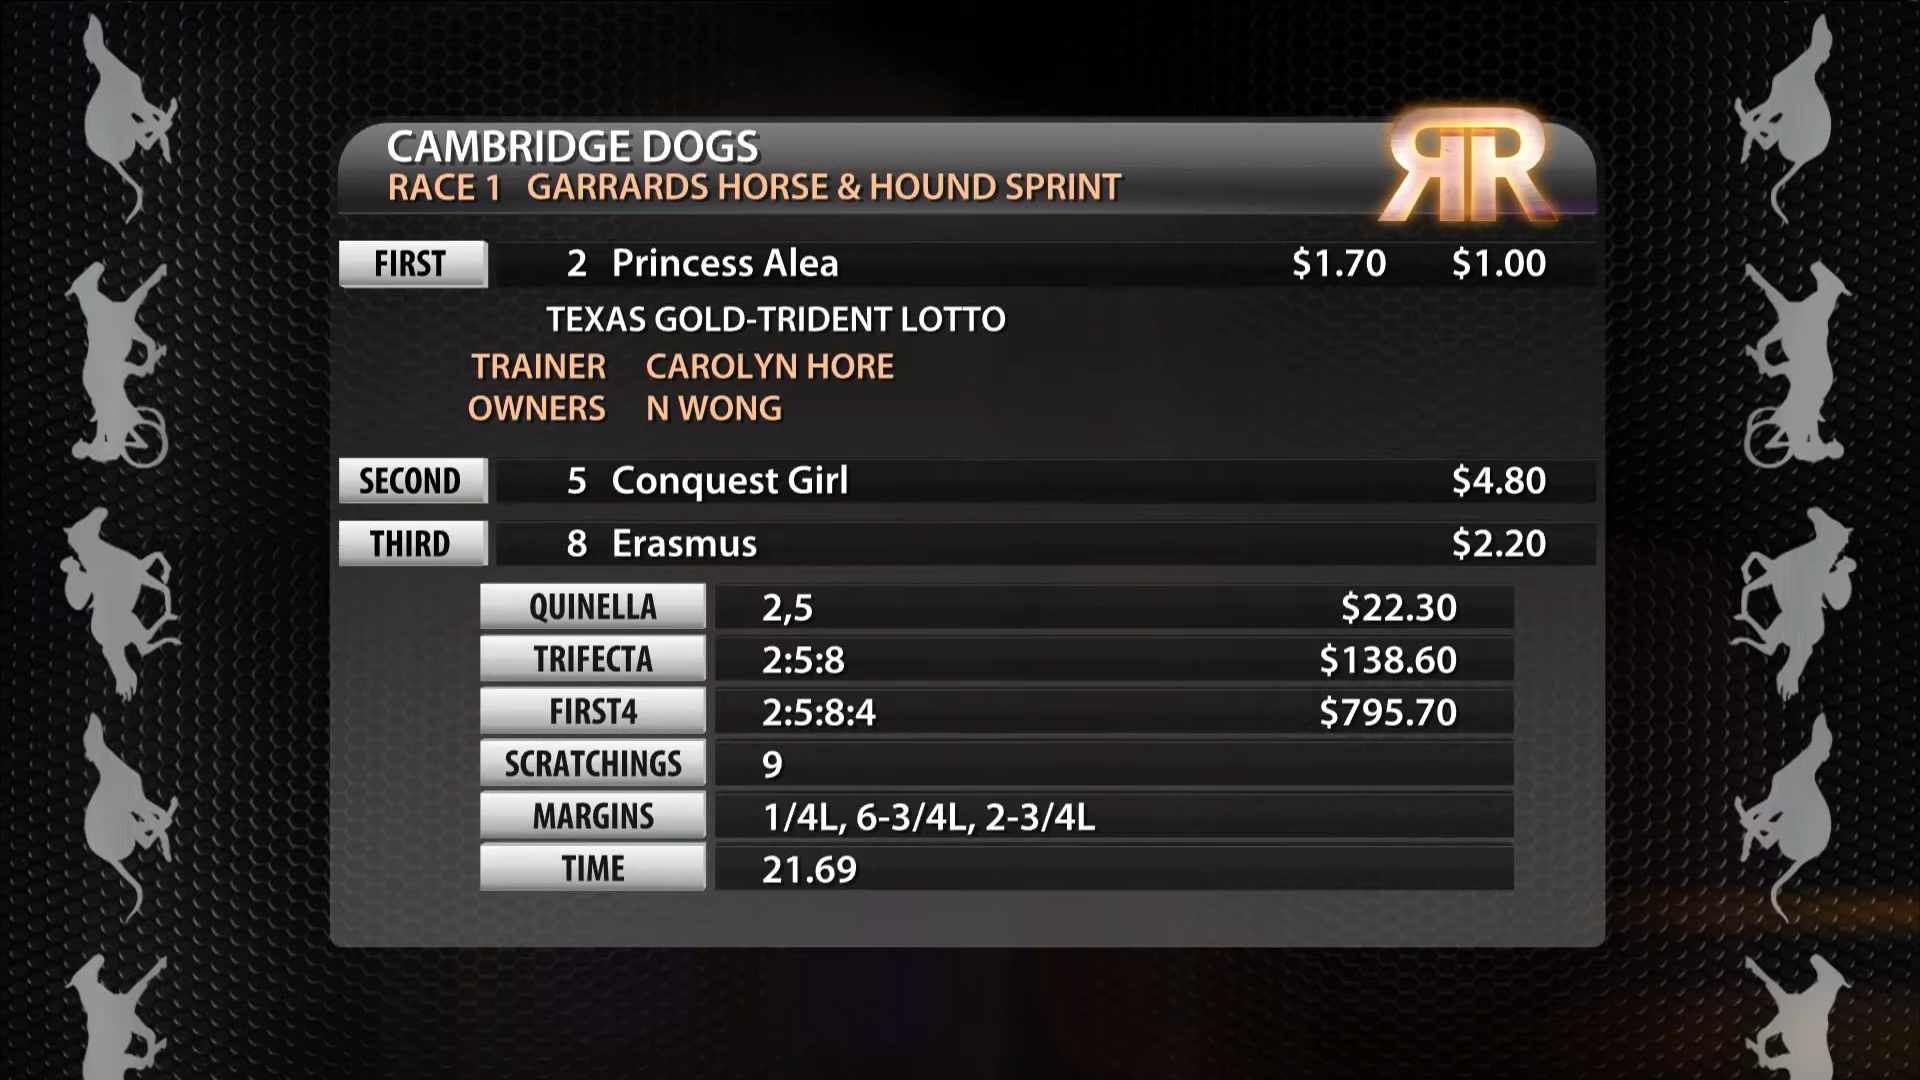 CAMBRIDGE DOGS
RACE 1 GARRARDS HORSE & HOUND SPRINT
RR
FIRST 2 Princess Alea $1.70 $1.00
TEXAS GOLD-TRIDENT LOTTO
TRAINER CAROLYN HORE
OWNERS N WONG
SECOND 5 Conquest Girl $4.80
THIRD 8 Erasmus $2.20
QUINELLA 2,5 $22.30
TRIFECTA 2:5:8 $138.60
FIRST4 2:5:8:4 $795.70
SCRATCHINGS 9
MARGINS 1/4L, 6-3/4L, 2-3/4L
TIME 21.69